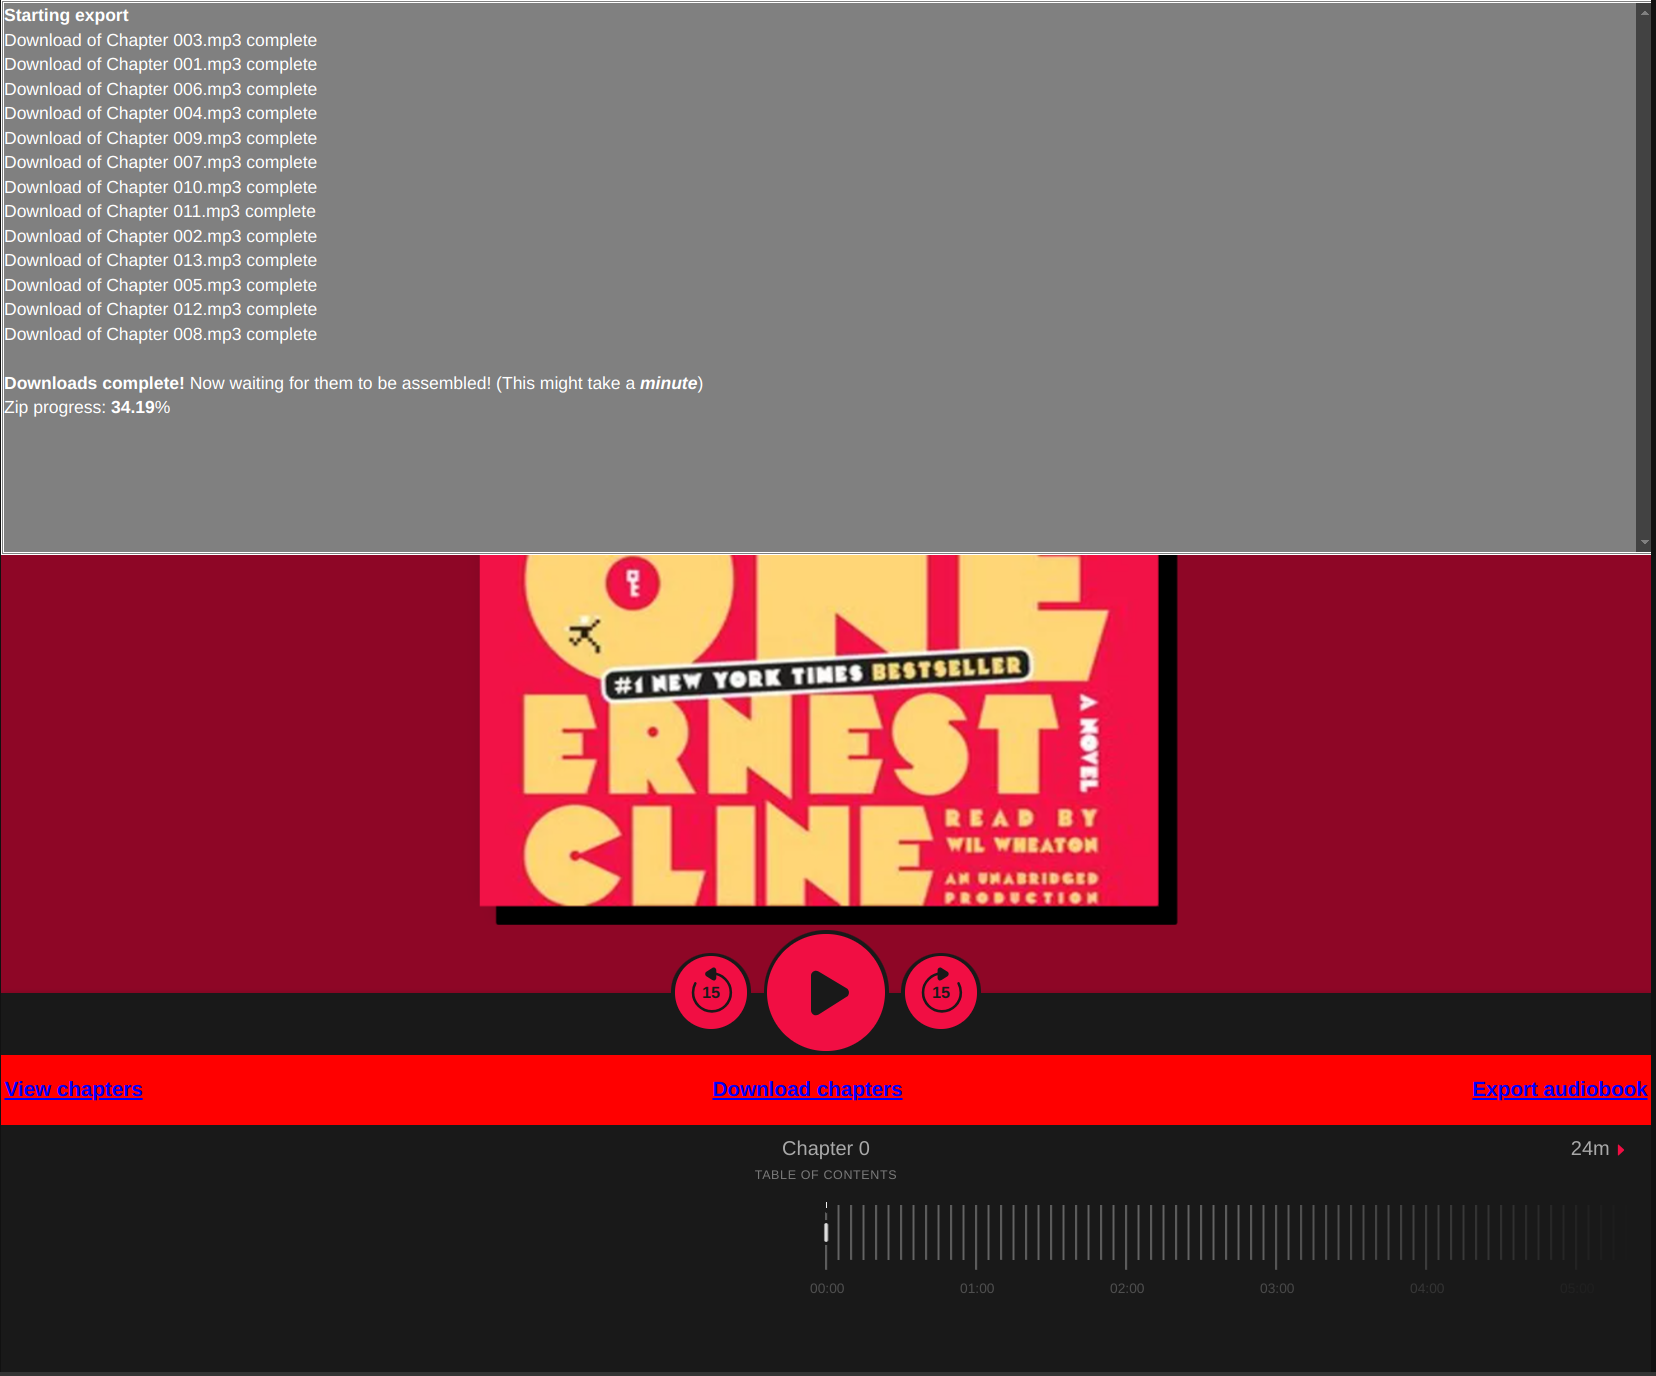 Starting export
Download of Chapter 003.mp3 complete
Download of Chapter 001.mp3 complete
Download of Chapter 006.mp3 complete
Download of Chapter 004.mp3 complete
Download of Chapter 009.mp3 complete
Download of Chapter 007.mp3 complete
Download of Chapter 010.mp3 complete
Download of Chapter 011.mp3 complete
Download of Chapter 002.mp3 complete
Download of Chapter 013.mp3 complete
Download of Chapter 005.mp3 complete
Download of Chapter 012.mp3 complete
Download of Chapter 008.mp3 complete
Downloads complete! Now waiting for them to be assembled! (This might take a minute)
Zip progress: 34.19%
ONE
#1 NEW YORK TIMES BESTSELLER
ERNEST
A NOVEL
CLINE
READ BY
WIL WHEATON
AN UNABRIDGED
PRODUCTION
15
15
View chapters
Download chapters
Export audiobook
Chapter 0
24m
TABLE OF CONTENTS
00:00
01:00
02:00
03:00
04:00
05:00